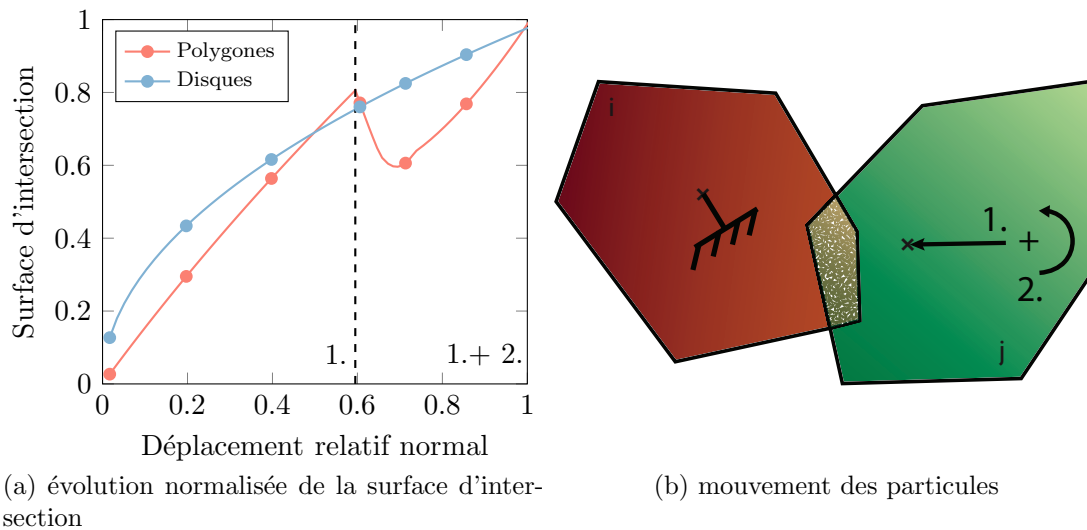 1
0.8
0.6
0.4
0.2
0
Surface d'intersection
Polygones
Disques
1.
1.+ 2.
0
0.2
0.4
0.6
0.8
1
Déplacement relatif normal
(a) évolution normalisée de la surface d'inter-
section
i
1.
+
2.
j
(b) mouvement des particules